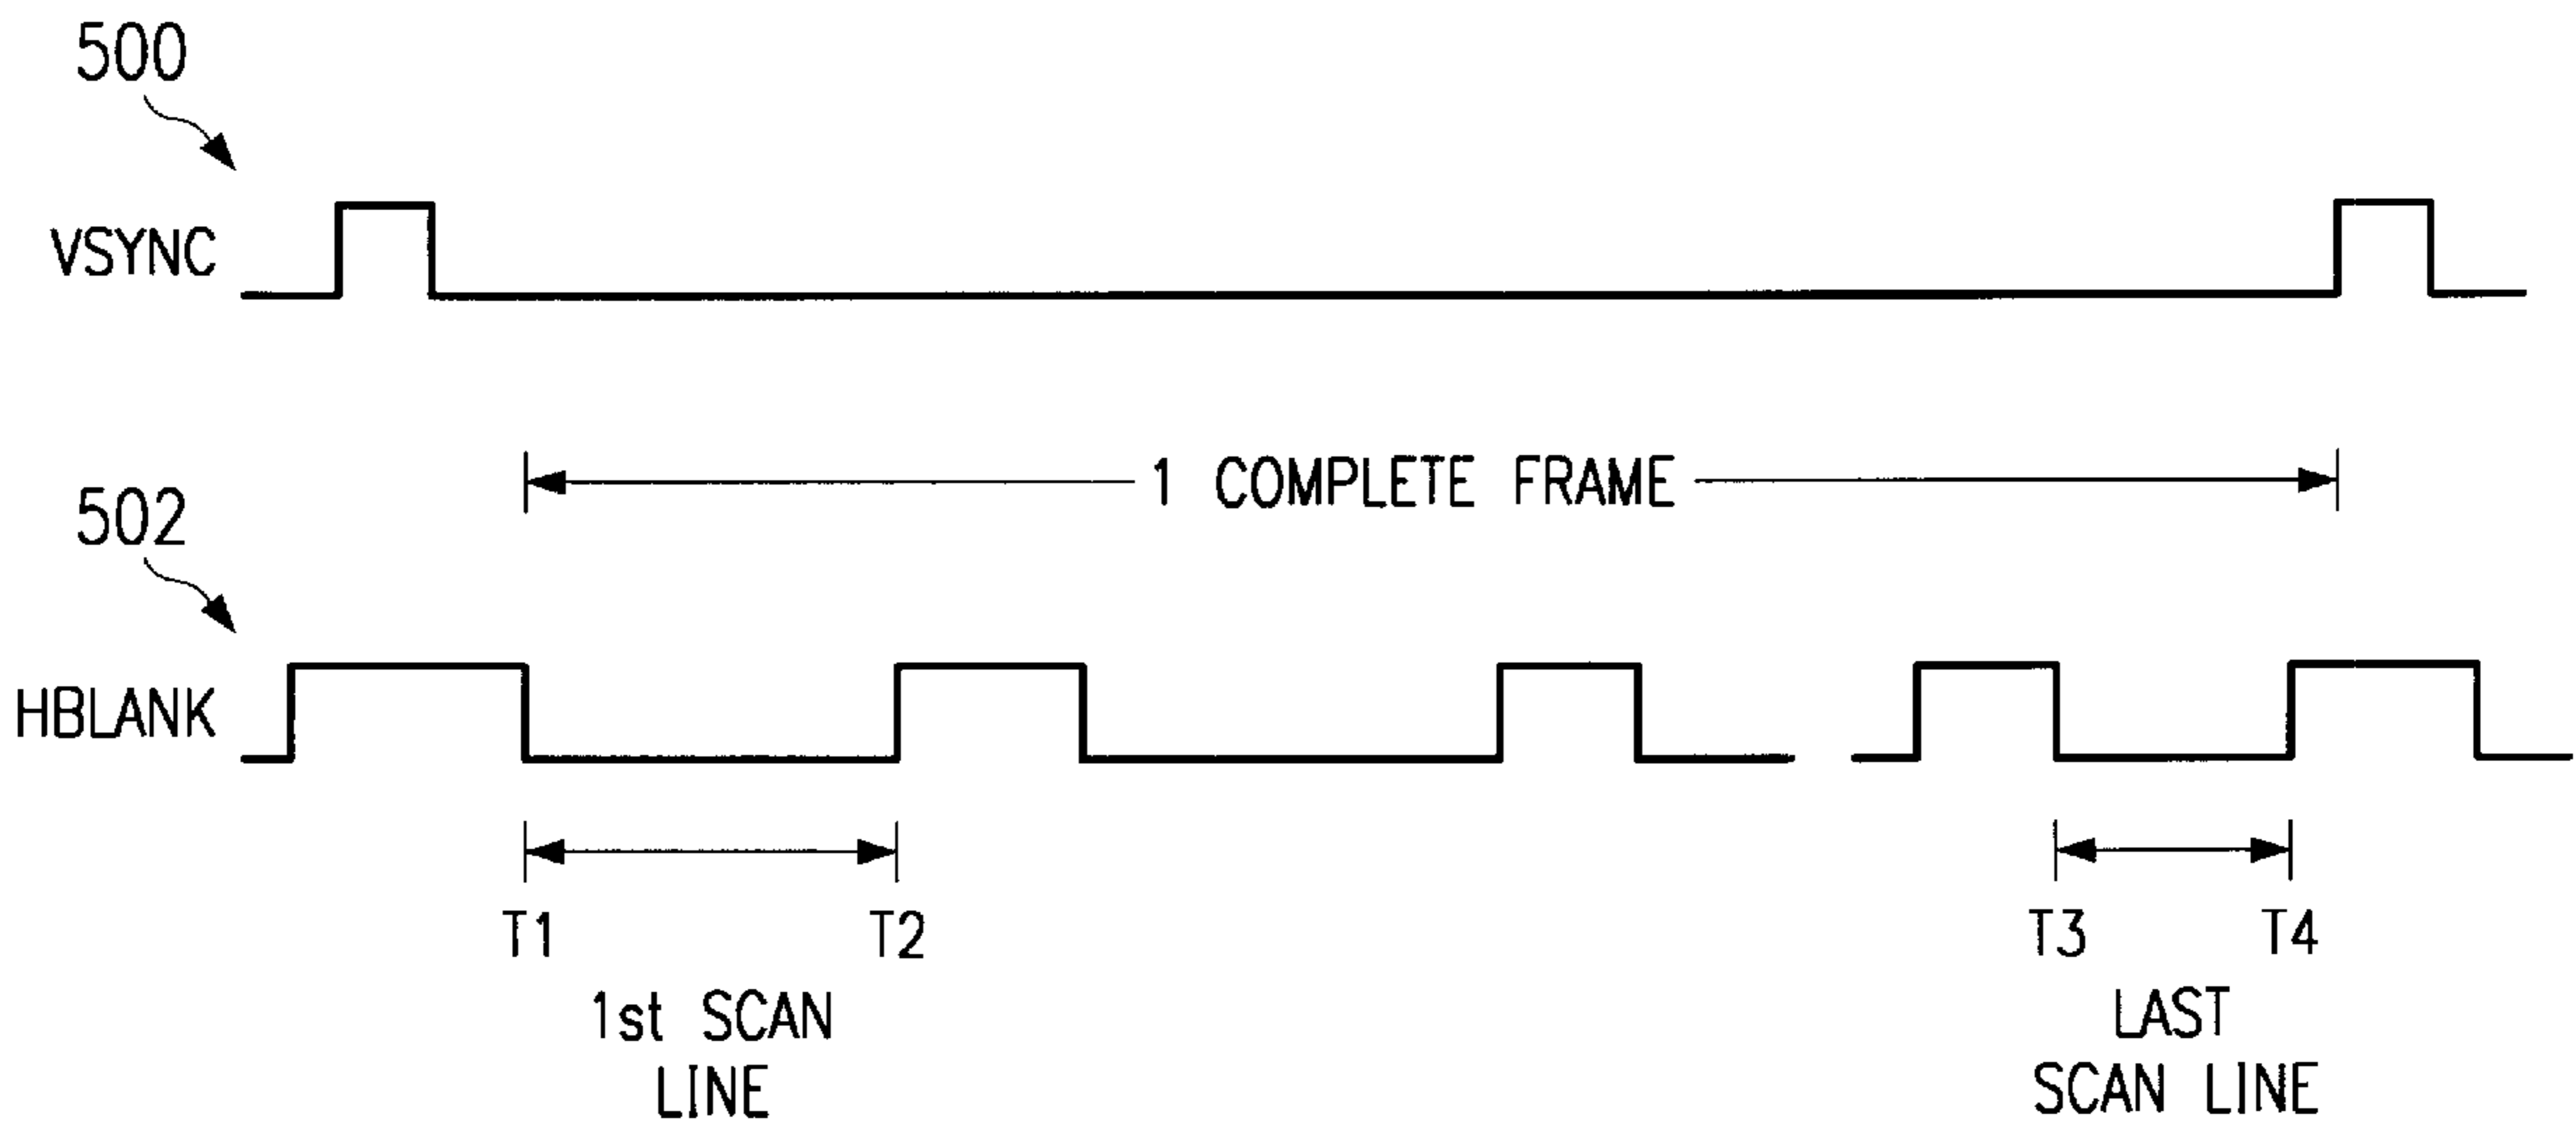 500
VSYNC
1 COMPLETE FRAME
502
HBLANK
T1
T2
T3
T4
1st SCAN
LINE
LAST
SCAN LINE